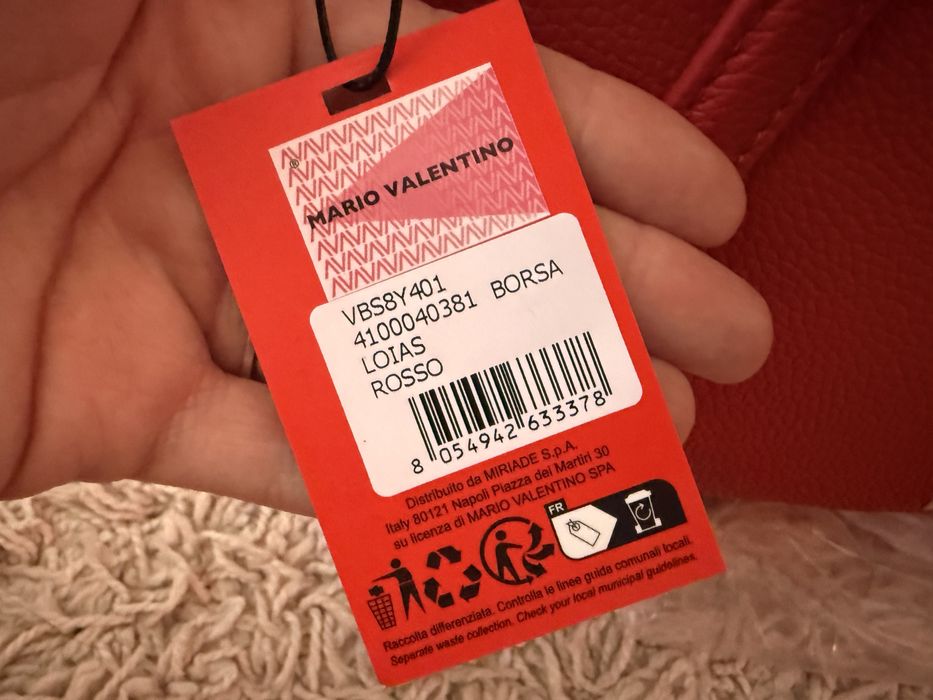 ®
MARIO VALENTINO
VBS8Y401
4100040381 BORSA
LOIAS
ROSSO
8 054942 633378
Distribuito da MIRIADE S.p.A.
Italy 80121 Napoli Piazza dei Martiri 30
su licenza di MARIO VALENTINO SPA
FR
Raccolta differenziata. Controlla le linee guida comunali locali.
Separate waste collection. Check your local municipal guidelines.